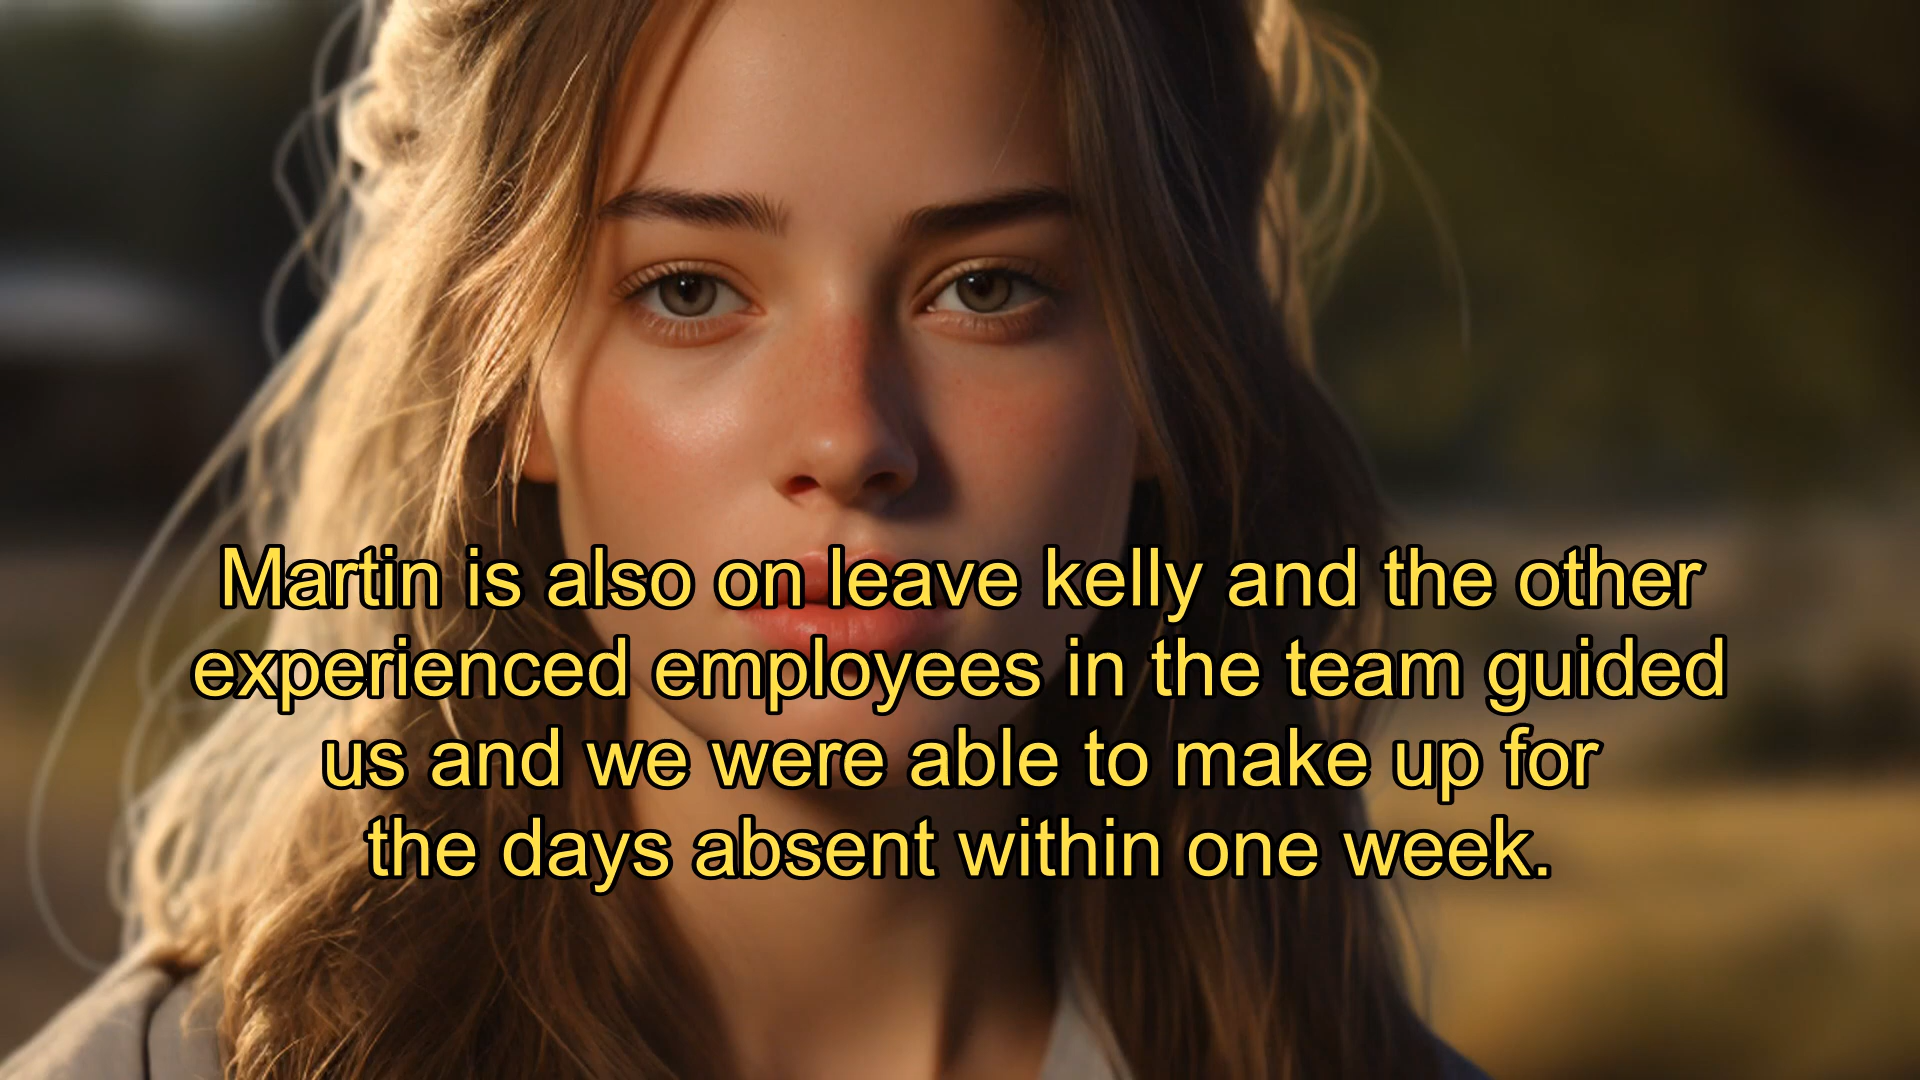 Martin is also on leave kelly and the other
experienced employees in the team guided
us and we were able to make up for
the days absent within one week.